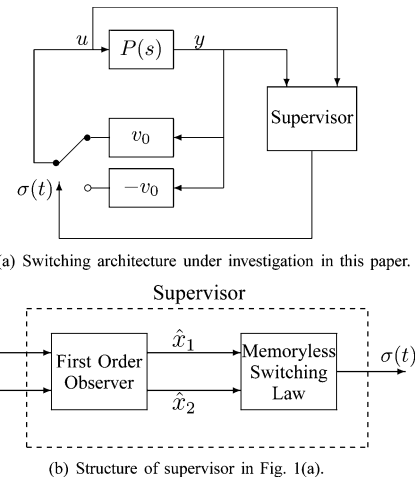 u
P(s)
y
v₀
−v₀
σ(t)
Supervisor
(a) Switching architecture under investigation in this paper.
Supervisor
First Order
Observer
x̂₁
x̂₂
Memoryless
Switching
Law
σ(t)
(b) Structure of supervisor in Fig. 1(a).